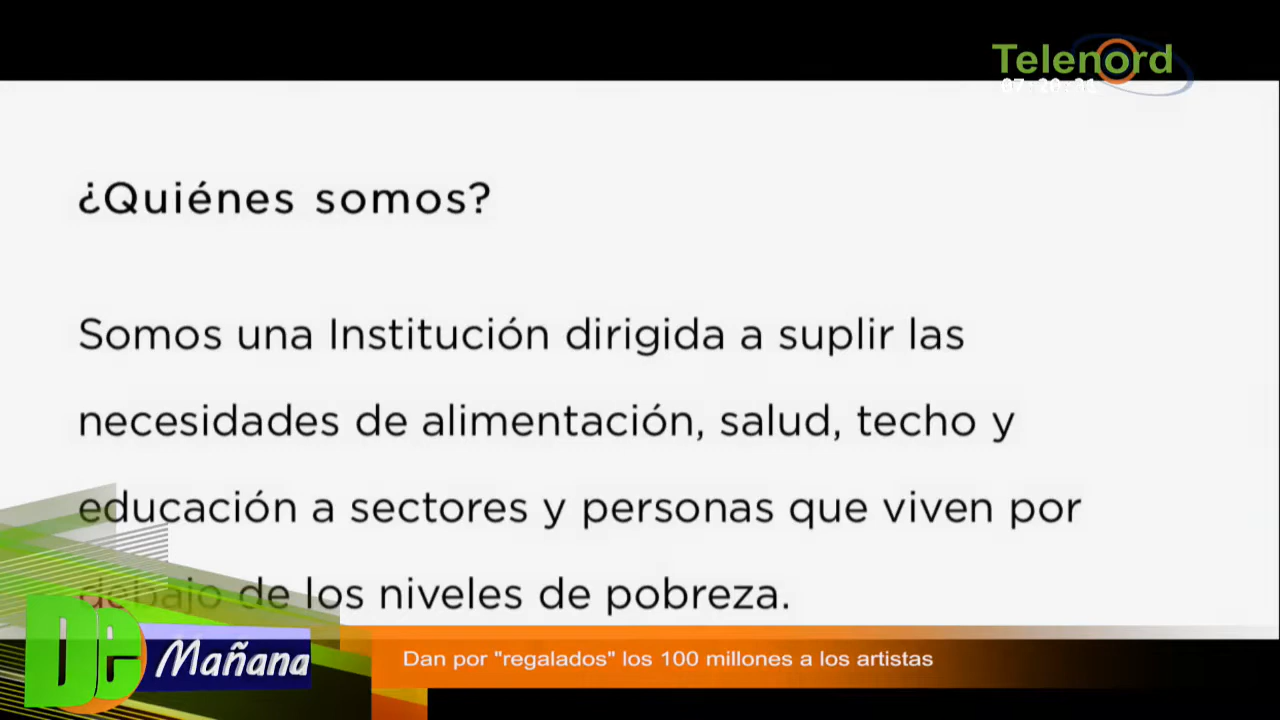 Telenord
¿Quiénes somos?
Somos una Institución dirigida a suplir las
necesidades de alimentación, salud, techo y
educación a sectores y personas que viven por
debajo de los niveles de pobreza.
DP Mañana
Dan por "regalados" los 100 millones a los artistas